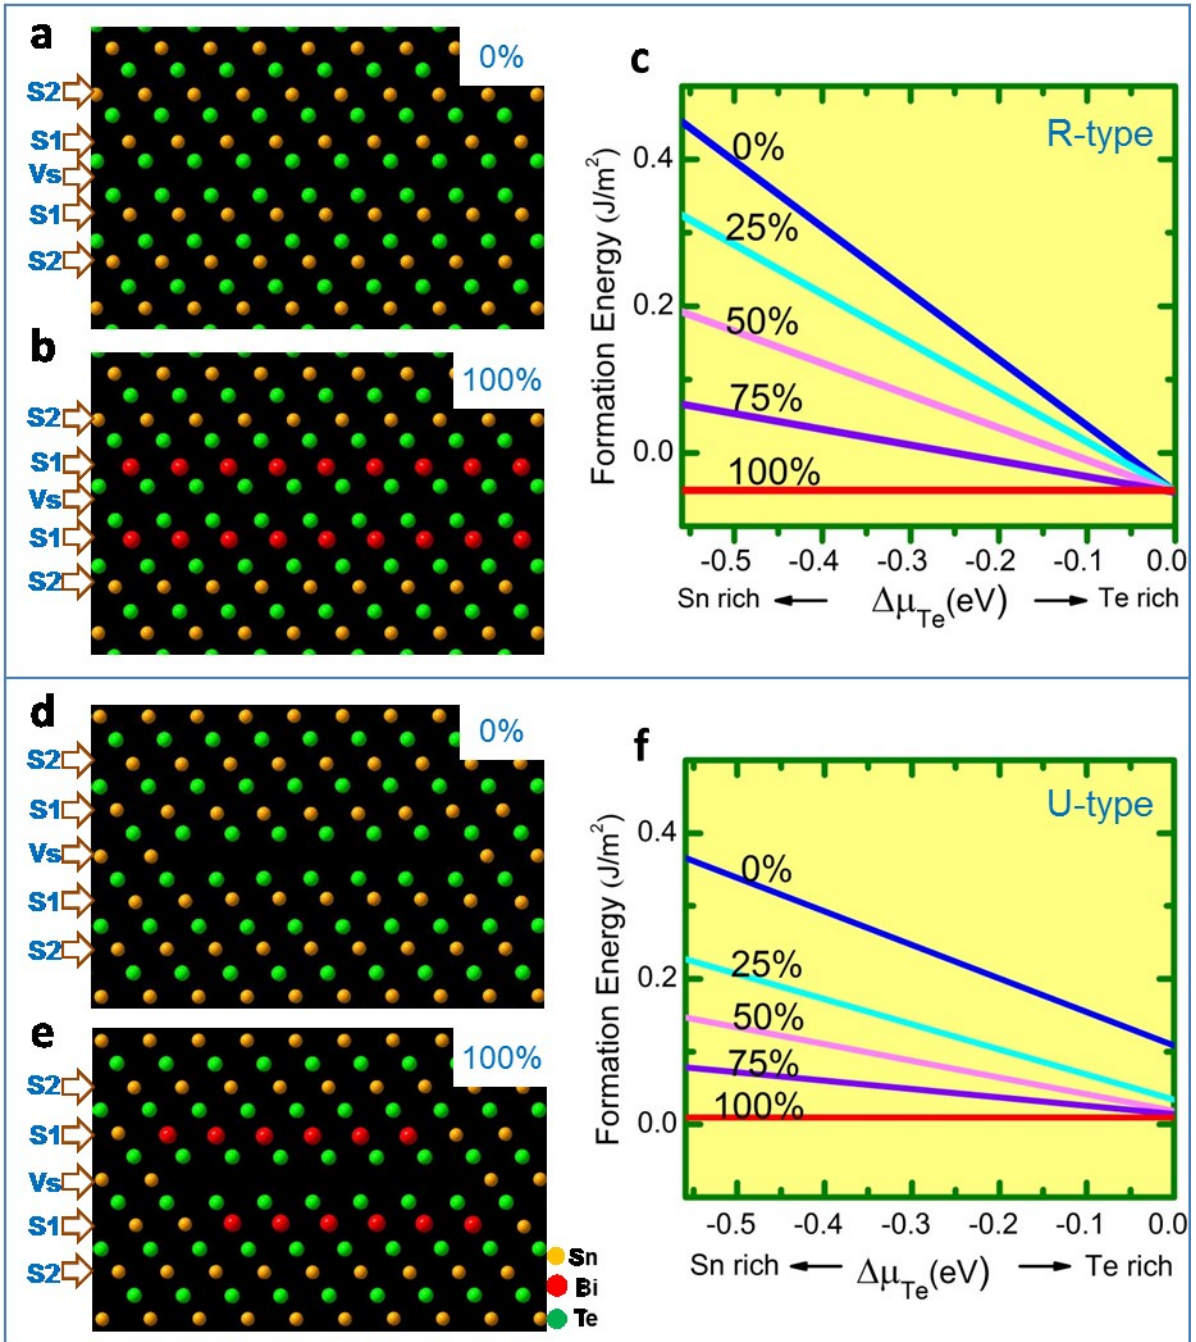 a
0%
S2
S1
Vs
S1
S2
b
100%
S2
S1
Vs
S1
S2
c
R-type
Formation Energy (J/m²)
0.4
0.2
0.0
0%
25%
50%
75%
100%
-0.5 -0.4 -0.3 -0.2 -0.1 0.0
Sn rich ← Δμ_Te(eV) → Te rich
d
0%
S2
S1
Vs
S1
S2
e
100%
S2
S1
Vs
S1
S2
Sn
Bi
Te
f
U-type
Formation Energy (J/m²)
0.4
0.2
0.0
0%
25%
50%
75%
100%
-0.5 -0.4 -0.3 -0.2 -0.1 0.0
Sn rich ← Δμ_Te(eV) → Te rich